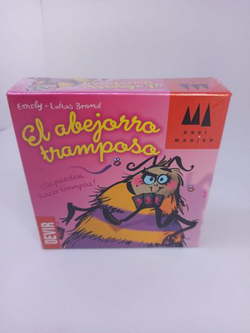 Emely + Lukas Brand
El abejorro
tramposo
DREI
MAGIER
¡Se pueden
hacer trampas!
DEVIR